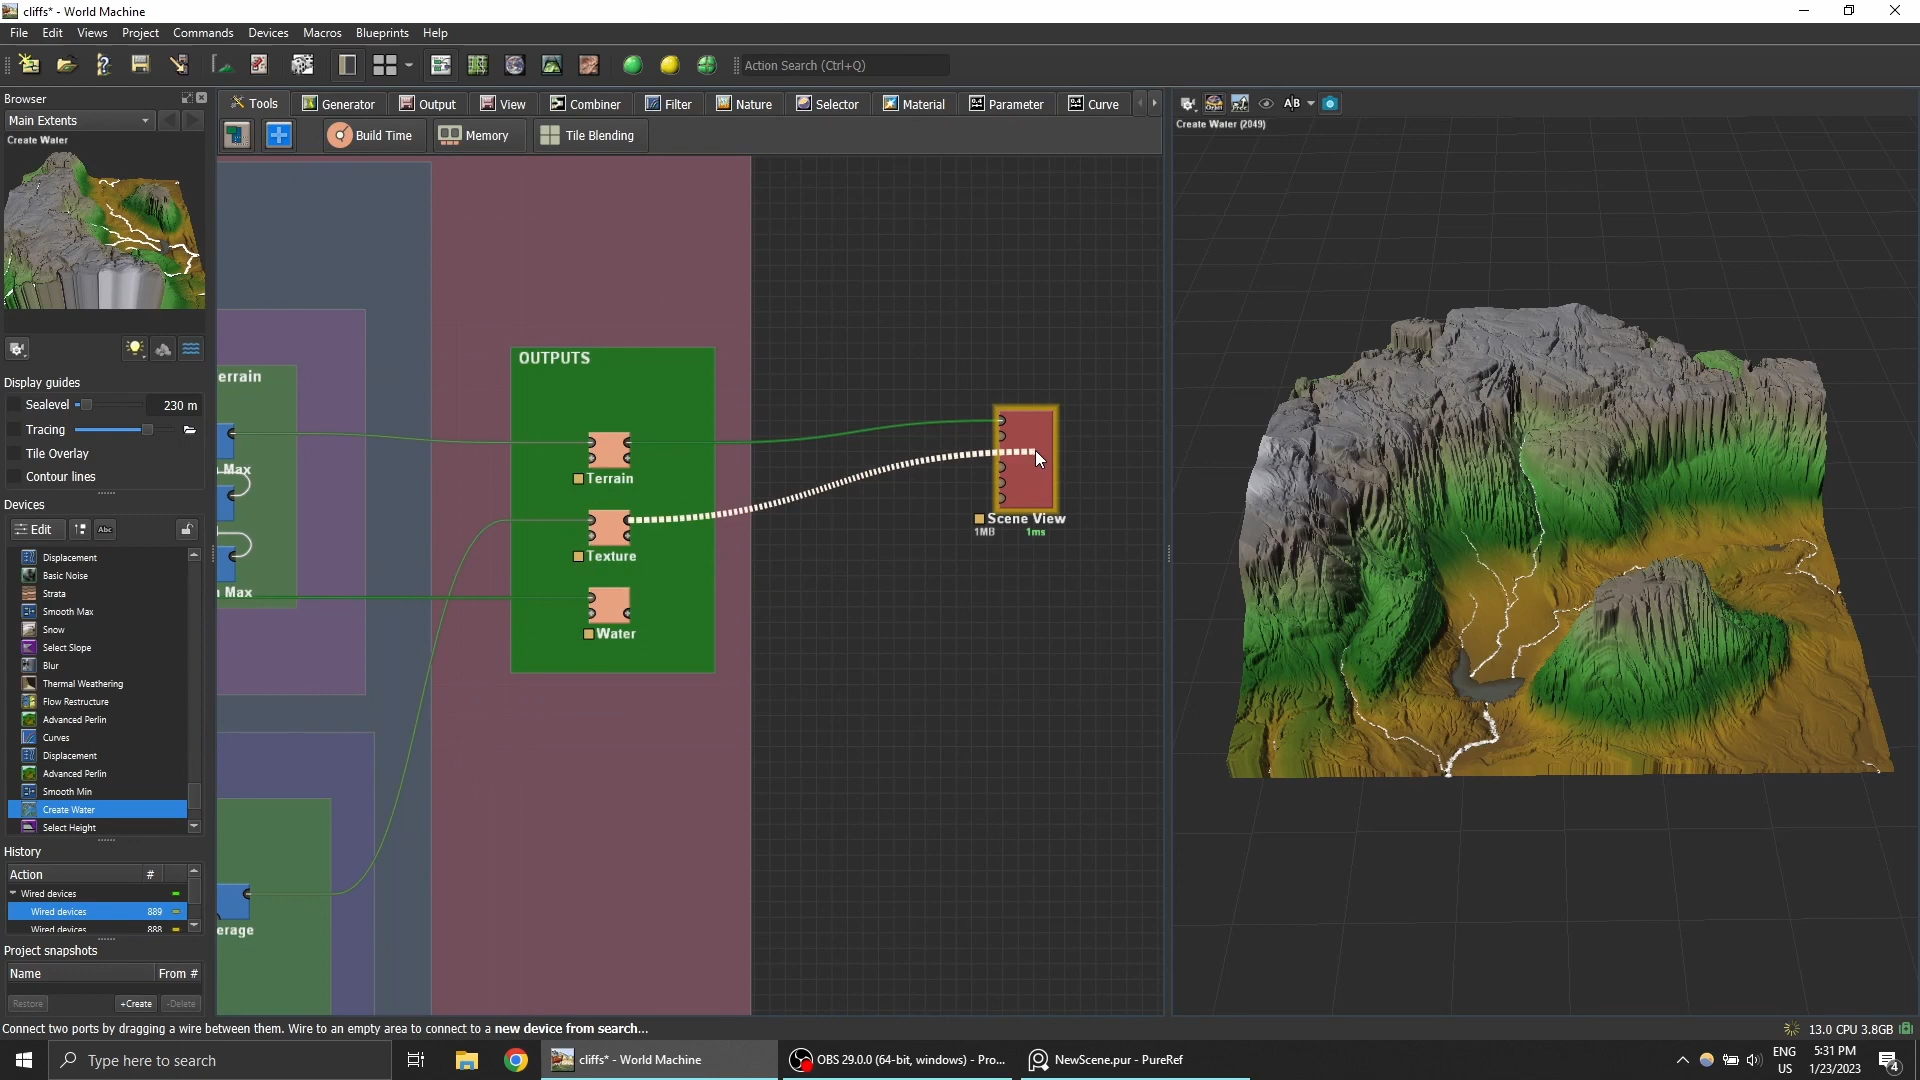 cliffs* - World Machine
File Edit Views Project Commands Devices Macros Blueprints Help
Action Search (Ctrl+Q)
Browser
Main Extents
Create Water
Display guides
Sealevel 230 m
Tracing
Tile Overlay
Contour lines
Devices
Edit Abc
Displacement
Basic Noise
Strata
Smooth Max
Snow
Select Slope
Blur
Thermal Weathering
Flow Restructure
Advanced Perlin
Curves
Displacement
Advanced Perlin
Smooth Min
Create Water
Select Height
History
Action #
Wired devices
Wired devices 889
Wired devices 888
Project snapshots
Name From #
Restore +Create -Delete
Tools Generator Output View Combiner Filter Nature Selector Material Parameter Curve
Build Time Memory Tile Blending
errain
Max
Max
erage
OUTPUTS
Terrain
Texture
Water
Scene View
1MB 1ms
AB
Create Water (2049)
Connect two ports by dragging a wire between them. Wire to an empty area to connect to a new device from search...
13.0 CPU 3.8GB
Type here to search
cliffs* - World Machine
OBS 29.0.0 (64-bit, windows) - Pro...
NewScene.pur - PureRef
ENG
US
5:31 PM
1/23/2023
4